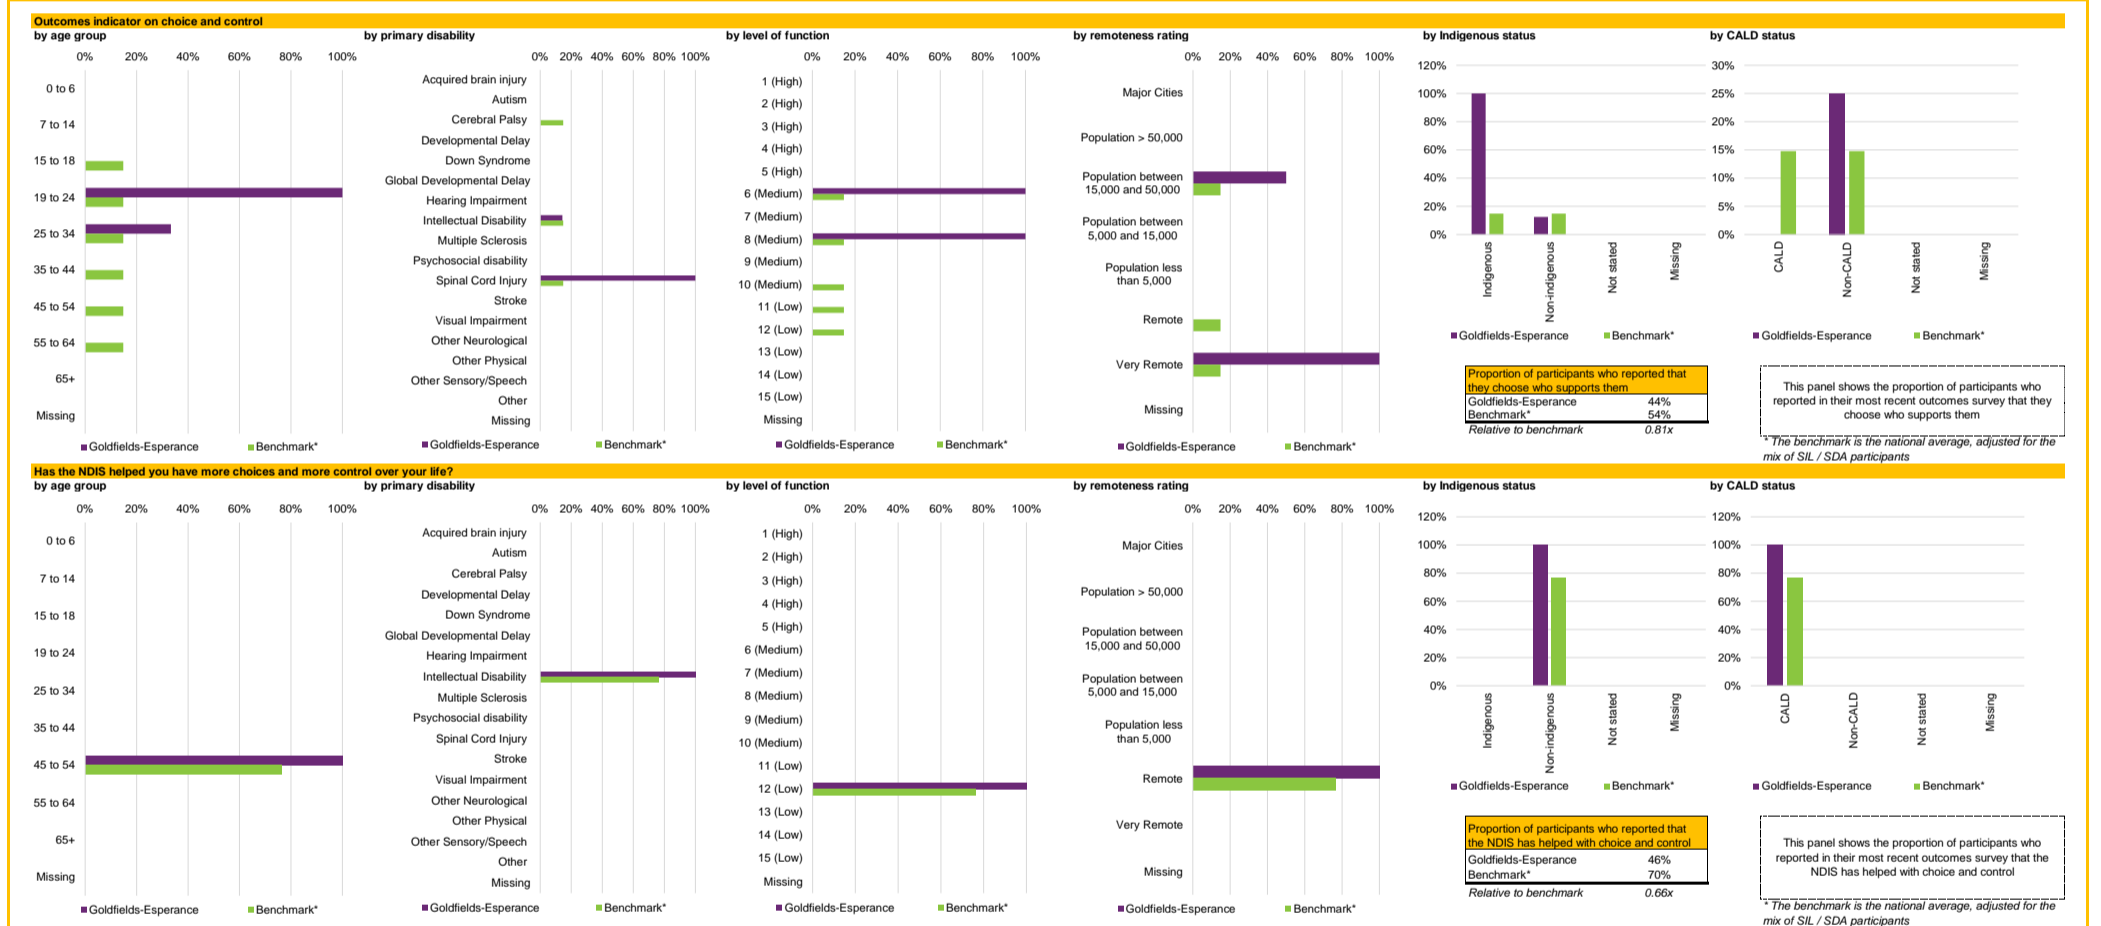 Outcomes indicator on choice and control
by age group
0% 20% 40% 60% 80% 100%
0 to 6
7 to 14
15 to 18
19 to 24
25 to 34
35 to 44
45 to 54
55 to 64
65+
Missing
Goldfields-Esperance Benchmark*
by primary disability
0% 20% 40% 60% 80% 100%
Acquired brain injury
Autism
Cerebral Palsy
Developmental Delay
Down Syndrome
Global Developmental Delay
Hearing Impairment
Intellectual Disability
Multiple Sclerosis
Psychosocial disability
Spinal Cord Injury
Stroke
Visual Impairment
Other Neurological
Other Physical
Other Sensory/Speech
Other
Missing
Goldfields-Esperance Benchmark*
by level of function
0% 20% 40% 60% 80% 100%
1 (High)
2 (High)
3 (High)
4 (High)
5 (High)
6 (Medium)
7 (Medium)
8 (Medium)
9 (Medium)
10 (Medium)
11 (Low)
12 (Low)
13 (Low)
14 (Low)
15 (Low)
Missing
Goldfields-Esperance Benchmark*
by remoteness rating
0% 20% 40% 60% 80% 100%
Major Cities
Population > 50,000
Population between
15,000 and 50,000
Population between
5,000 and 15,000
Population less
than 5,000
Remote
Very Remote
Missing
Goldfields-Esperance Benchmark*
by Indigenous status
120%
100%
80%
60%
40%
20%
0%
Indigenous
Non-indigenous
Not stated
Missing
Goldfields-Esperance Benchmark*
by CALD status
30%
25%
20%
15%
10%
5%
0%
CALD
Non-CALD
Not stated
Missing
Goldfields-Esperance Benchmark*
Proportion of participants who reported that
they choose who supports them
Goldfields-Esperance 44%
Benchmark* 54%
Relative to benchmark 0.81x
This panel shows the proportion of participants who
reported in their most recent outcomes survey that they
choose who supports them
* The benchmark is the national average, adjusted for the
mix of SIL / SDA participants
Has the NDIS helped you have more choices and more control over your life?
by age group
0% 20% 40% 60% 80% 100%
0 to 6
7 to 14
15 to 18
19 to 24
25 to 34
35 to 44
45 to 54
55 to 64
65+
Missing
Goldfields-Esperance Benchmark*
by primary disability
0% 20% 40% 60% 80% 100%
Acquired brain injury
Autism
Cerebral Palsy
Developmental Delay
Down Syndrome
Global Developmental Delay
Hearing Impairment
Intellectual Disability
Multiple Sclerosis
Psychosocial disability
Spinal Cord Injury
Stroke
Visual Impairment
Other Neurological
Other Physical
Other Sensory/Speech
Other
Missing
Goldfields-Esperance Benchmark*
by level of function
0% 20% 40% 60% 80% 100%
1 (High)
2 (High)
3 (High)
4 (High)
5 (High)
6 (Medium)
7 (Medium)
8 (Medium)
9 (Medium)
10 (Medium)
11 (Low)
12 (Low)
13 (Low)
14 (Low)
15 (Low)
Missing
Goldfields-Esperance Benchmark*
by remoteness rating
0% 20% 40% 60% 80% 100%
Major Cities
Population > 50,000
Population between
15,000 and 50,000
Population between
5,000 and 15,000
Population less
than 5,000
Remote
Very Remote
Missing
Goldfields-Esperance Benchmark*
by Indigenous status
120%
100%
80%
60%
40%
20%
0%
Indigenous
Non-indigenous
Not stated
Missing
Goldfields-Esperance Benchmark*
by CALD status
120%
100%
80%
60%
40%
20%
0%
CALD
Non-CALD
Not stated
Missing
Goldfields-Esperance Benchmark*
Proportion of participants who reported that
the NDIS has helped with choice and control
Goldfields-Esperance 46%
Benchmark* 70%
Relative to benchmark 0.66x
This panel shows the proportion of participants who
reported in their most recent outcomes survey that the
NDIS has helped with choice and control
* The benchmark is the national average, adjusted for the
mix of SIL / SDA participants